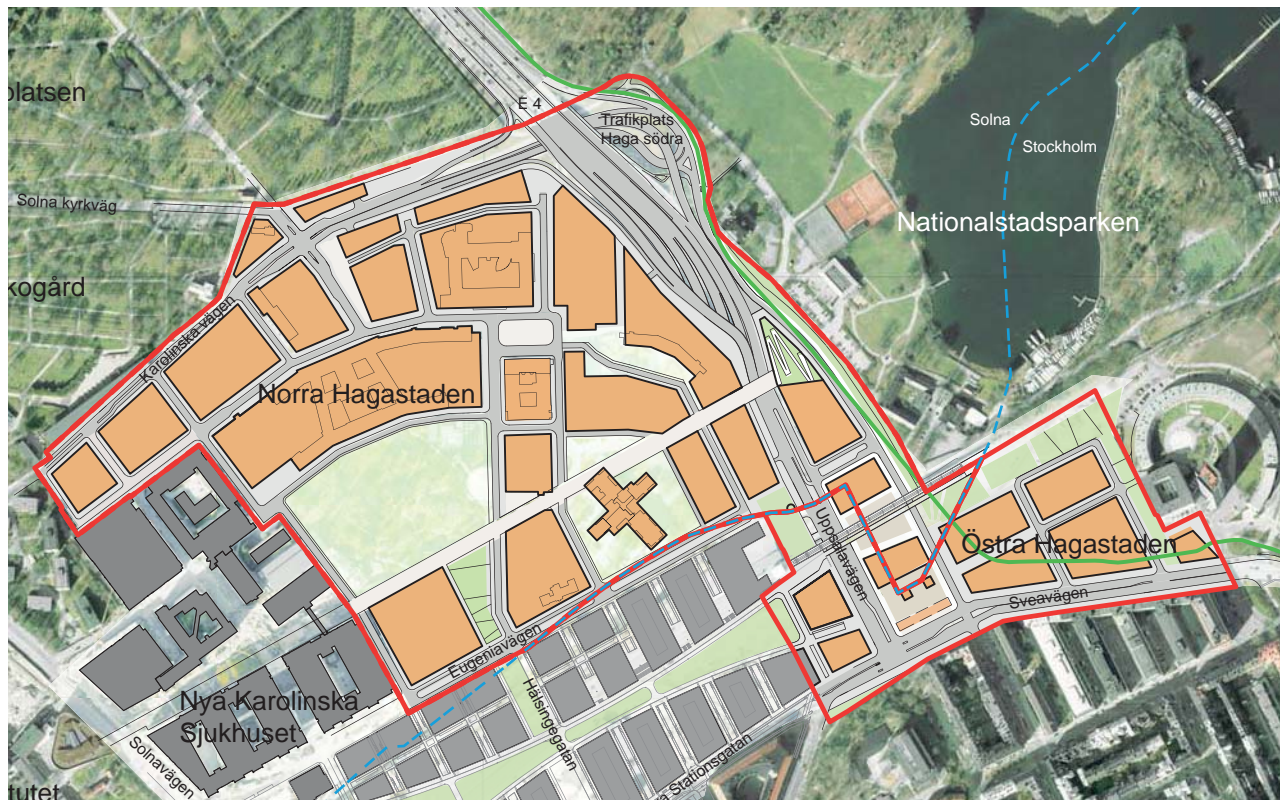 platsen
E 4
Trafikplats
Haga södra
Solna
Stockholm
Solna kyrkväg
Nationalstadsparken
kogård
Karolinska vägen
Norra Hagastaden
Uppsalavägen
Östra Hagastaden
Sveavägen
Eugeniavägen
Hälsingegatan
Nya Karolinska
Sjukhuset
Solnavägen
a Stationsgatan
tutet